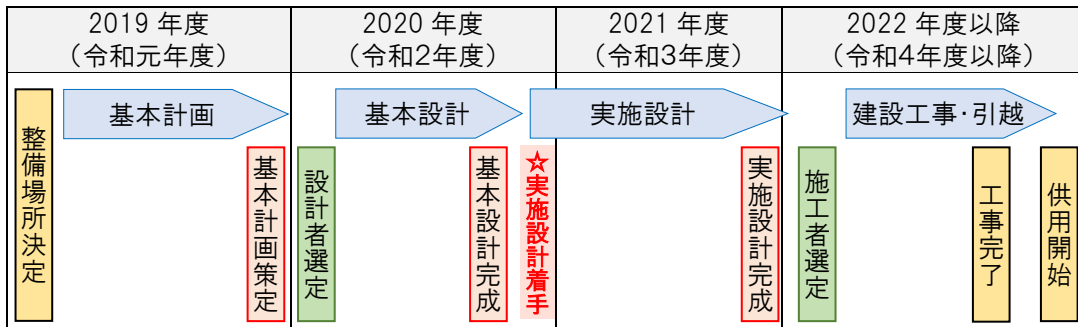 2019 年度
（令和元年度）
2020 年度
（令和2年度）
2021 年度
（令和3年度）
2022 年度以降
（令和4年度以降）
基本計画
基本設計
実施設計
建設工事・引越
整備場所決定
基本計画策定
設計者選定
基本設計完成
☆実施設計着手
実施設計完成
施工者選定
工事完了
供用開始